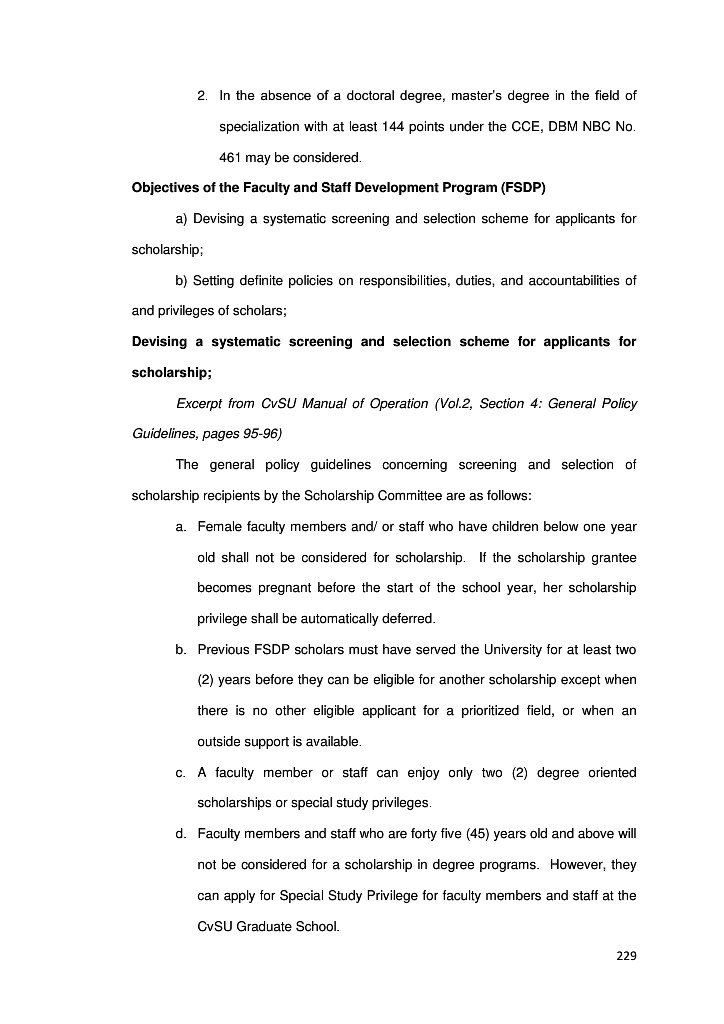 2. In the absence of a doctoral degree, master's degree in the field of
specialization with at least 144 points under the CCE, DBM NBC No.
461 may be considered.
Objectives of the Faculty and Staff Development Program (FSDP)
a) Devising a systematic screening and selection scheme for applicants for
scholarship;
b) Setting definite policies on responsibilities, duties, and accountabilities of
and privileges of scholars;
Devising a systematic screening and selection scheme for applicants for
scholarship;
Excerpt from CvSU Manual of Operation (Vol.2, Section 4: General Policy
Guidelines, pages 95-96)
The general policy guidelines concerning screening and selection of
scholarship recipients by the Scholarship Committee are as follows:
a. Female faculty members and/ or staff who have children below one year
old shall not be considered for scholarship. If the scholarship grantee
becomes pregnant before the start of the school year, her scholarship
privilege shall be automatically deferred.
b. Previous FSDP scholars must have served the University for at least two
(2) years before they can be eligible for another scholarship except when
there is no other eligible applicant for a prioritized field, or when an
outside support is available.
c. A faculty member or staff can enjoy only two (2) degree oriented
scholarships or special study privileges.
d. Faculty members and staff who are forty five (45) years old and above will
not be considered for a scholarship in degree programs. However, they
can apply for Special Study Privilege for faculty members and staff at the
CvSU Graduate School.
229